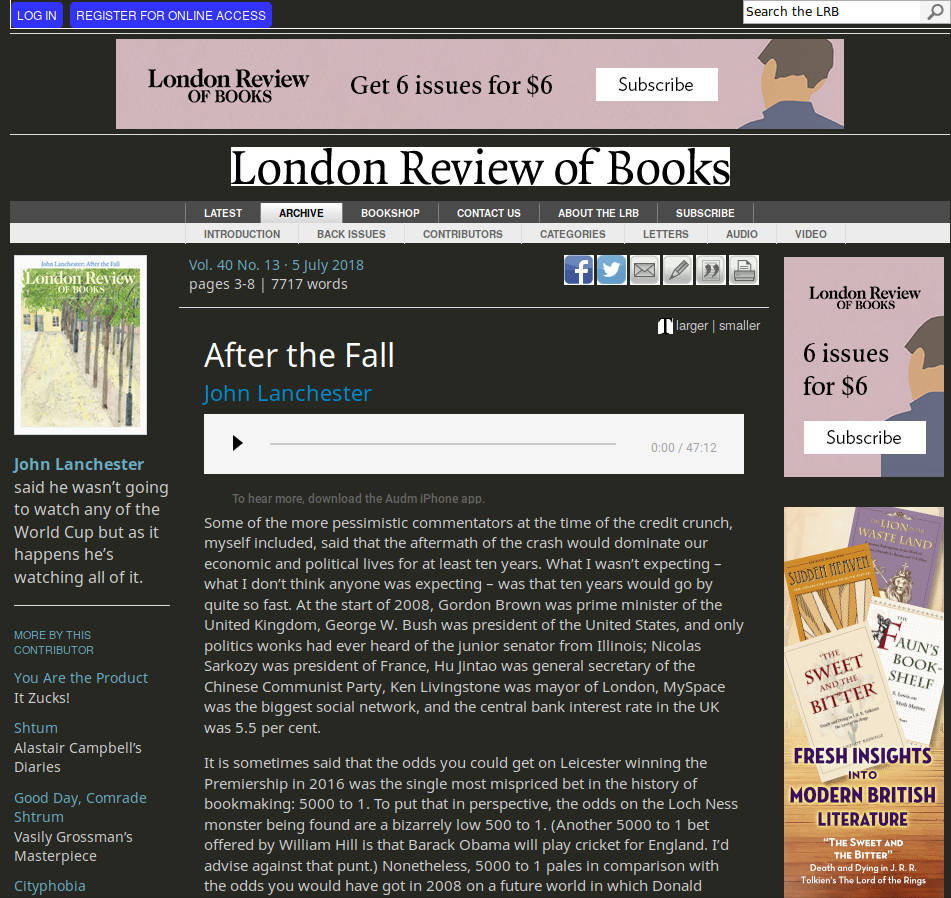 LOG IN
REGISTER FOR ONLINE ACCESS
Search the LRB
London Review
OF BOOKS
Get 6 issues for $6
Subscribe
London Review of Books
LATEST
ARCHIVE
BOOKSHOP
CONTACT US
ABOUT THE LRB
SUBSCRIBE
INTRODUCTION
BACK ISSUES
CONTRIBUTORS
CATEGORIES
LETTERS
AUDIO
VIDEO
John Lanchester: After the Fall
London Review
OF BOOKS
John Lanchester
said he wasn’t going
to watch any of the
World Cup but as it
happens he’s
watching all of it.
MORE BY THIS
CONTRIBUTOR
You Are the Product
It Zucks!
Shtum
Alastair Campbell’s
Diaries
Good Day, Comrade
Shtrum
Vasily Grossman’s
Masterpiece
Cityphobia
Vol. 40 No. 13 · 5 July 2018
pages 3-8 | 7717 words
larger | smaller
After the Fall
John Lanchester
0:00 / 47:12
To hear more, download the Audm iPhone app.
Some of the more pessimistic commentators at the time of the credit crunch,
myself included, said that the aftermath of the crash would dominate our
economic and political lives for at least ten years. What I wasn’t expecting –
what I don’t think anyone was expecting – was that ten years would go by
quite so fast. At the start of 2008, Gordon Brown was prime minister of the
United Kingdom, George W. Bush was president of the United States, and only
politics wonks had ever heard of the junior senator from Illinois; Nicolas
Sarkozy was president of France, Hu Jintao was general secretary of the
Chinese Communist Party, Ken Livingstone was mayor of London, MySpace
was the biggest social network, and the central bank interest rate in the UK
was 5.5 per cent.
It is sometimes said that the odds you could get on Leicester winning the
Premiership in 2016 was the single most mispriced bet in the history of
bookmaking: 5000 to 1. To put that in perspective, the odds on the Loch Ness
monster being found are a bizarrely low 500 to 1. (Another 5000 to 1 bet
offered by William Hill is that Barack Obama will play cricket for England. I’d
advise against that punt.) Nonetheless, 5000 to 1 pales in comparison with
the odds you would have got in 2008 on a future world in which Donald
London Review
OF BOOKS
6 issues
for $6
Subscribe
THE LION IN THE
WASTE LAND
SUDDEN HEAVEN
THE
FAUN'S
BOOK-
SHELF
C. S. Lewis on
Myth Matters
"THE
SWEET
AND THE
BITTER"
FRESH INSIGHTS
INTO
MODERN BRITISH
LITERATURE
"THE SWEET AND
THE BITTER"
Death and Dying in J. R. R.
Tolkien's The Lord of the Rings